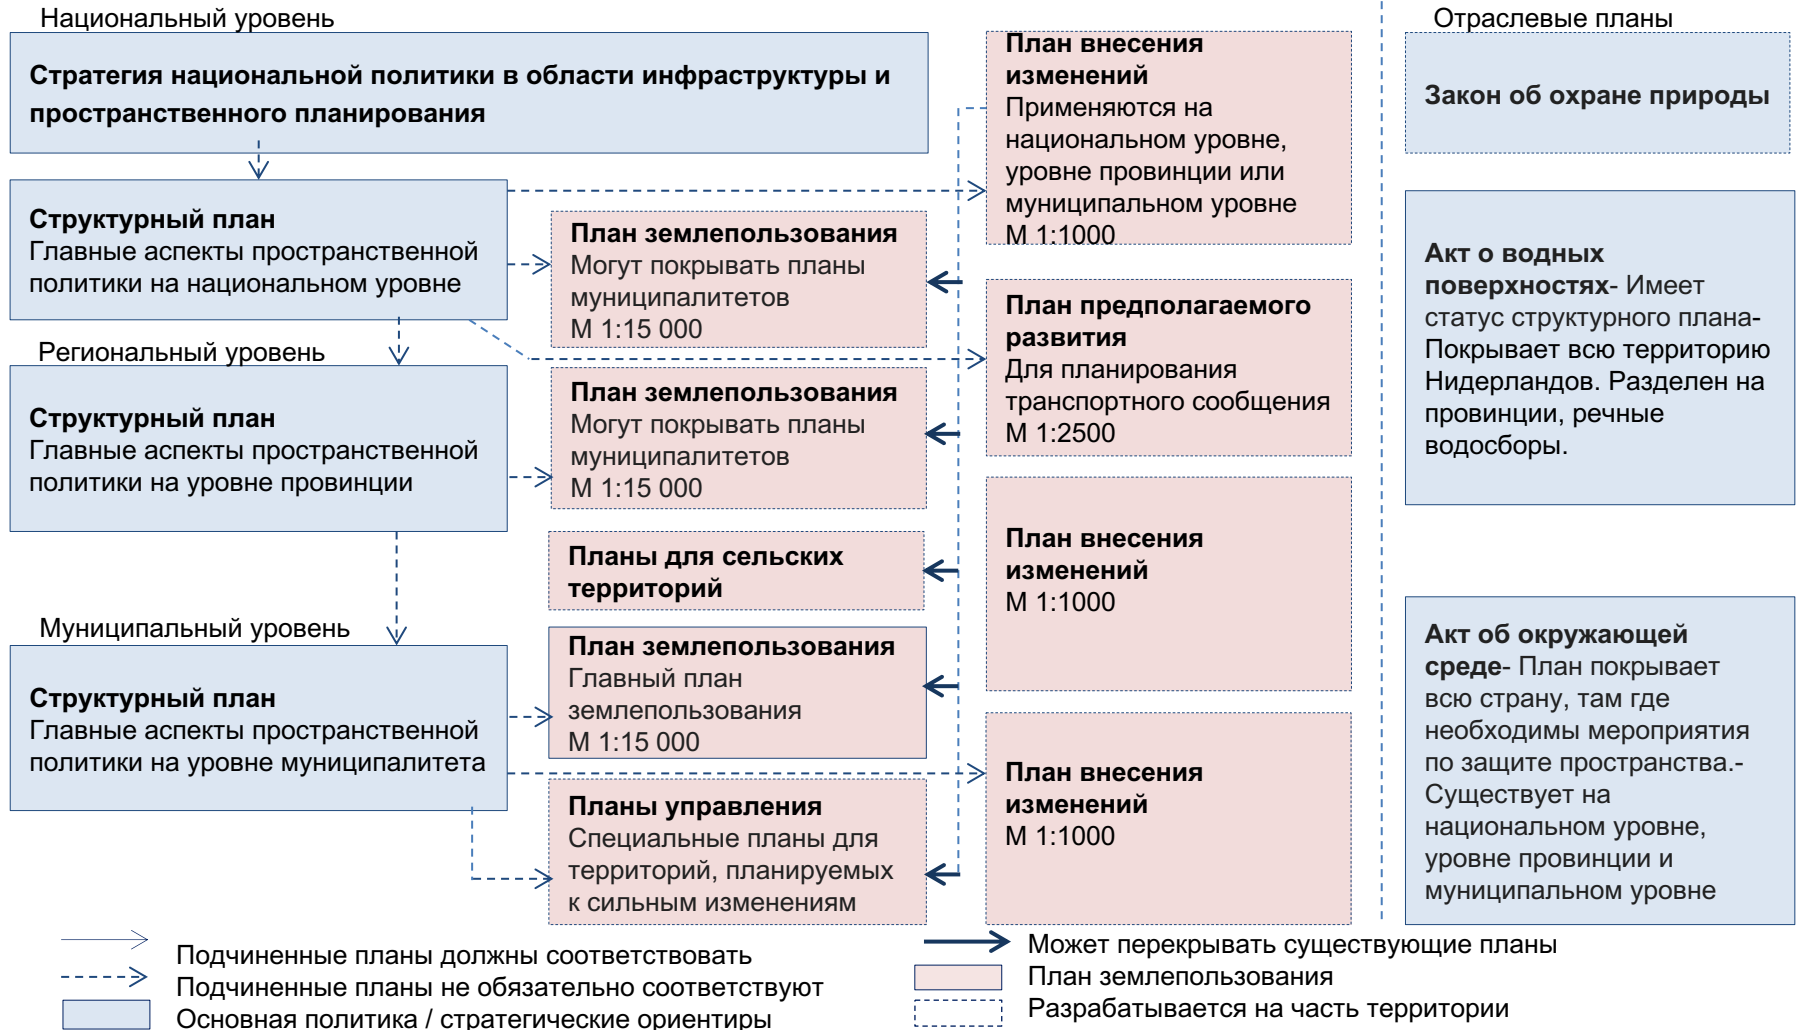 Национальный уровень
Стратегия национальной политики в области инфраструктуры и
пространственного планирования
Структурный план
Главные аспекты пространственной
политики на национальном уровне
Региональный уровень
Структурный план
Главные аспекты пространственной
политики на уровне провинции
Муниципальный уровень
Структурный план
Главные аспекты пространственной
политики на уровне муниципалитета
План землепользования
Могут покрывать планы
муниципалитетов
М 1:15 000
План землепользования
Могут покрывать планы
муниципалитетов
М 1:15 000
Планы для сельских
территорий
План землепользования
Главный план
землепользования
М 1:15 000
Планы управления
Специальные планы для
территорий, планируемых
к сильным изменениям
План внесения
изменений
Применяются на
национальном уровне,
уровне провинции или
муниципальном уровне
М 1:1000
План предполагаемого
развития
Для планирования
транспортного сообщения
М 1:2500
План внесения
изменений
М 1:1000
План внесения
изменений
М 1:1000
Отраслевые планы
Закон об охране природы
Акт о водных
поверхностях- Имеет
статус структурного плана-
Покрывает всю территорию
Нидерландов. Разделен на
провинции, речные
водосборы.
Акт об окружающей
среде- План покрывает
всю страну, там где
необходимы мероприятия
по защите пространства.-
Существует на
национальном уровне,
уровне провинции и
муниципальном уровне
Подчиненные планы должны соответствовать
Подчиненные планы не обязательно соответствуют
Основная политика / стратегические ориентиры
Может перекрывать существующие планы
План землепользования
Разрабатывается на часть территории